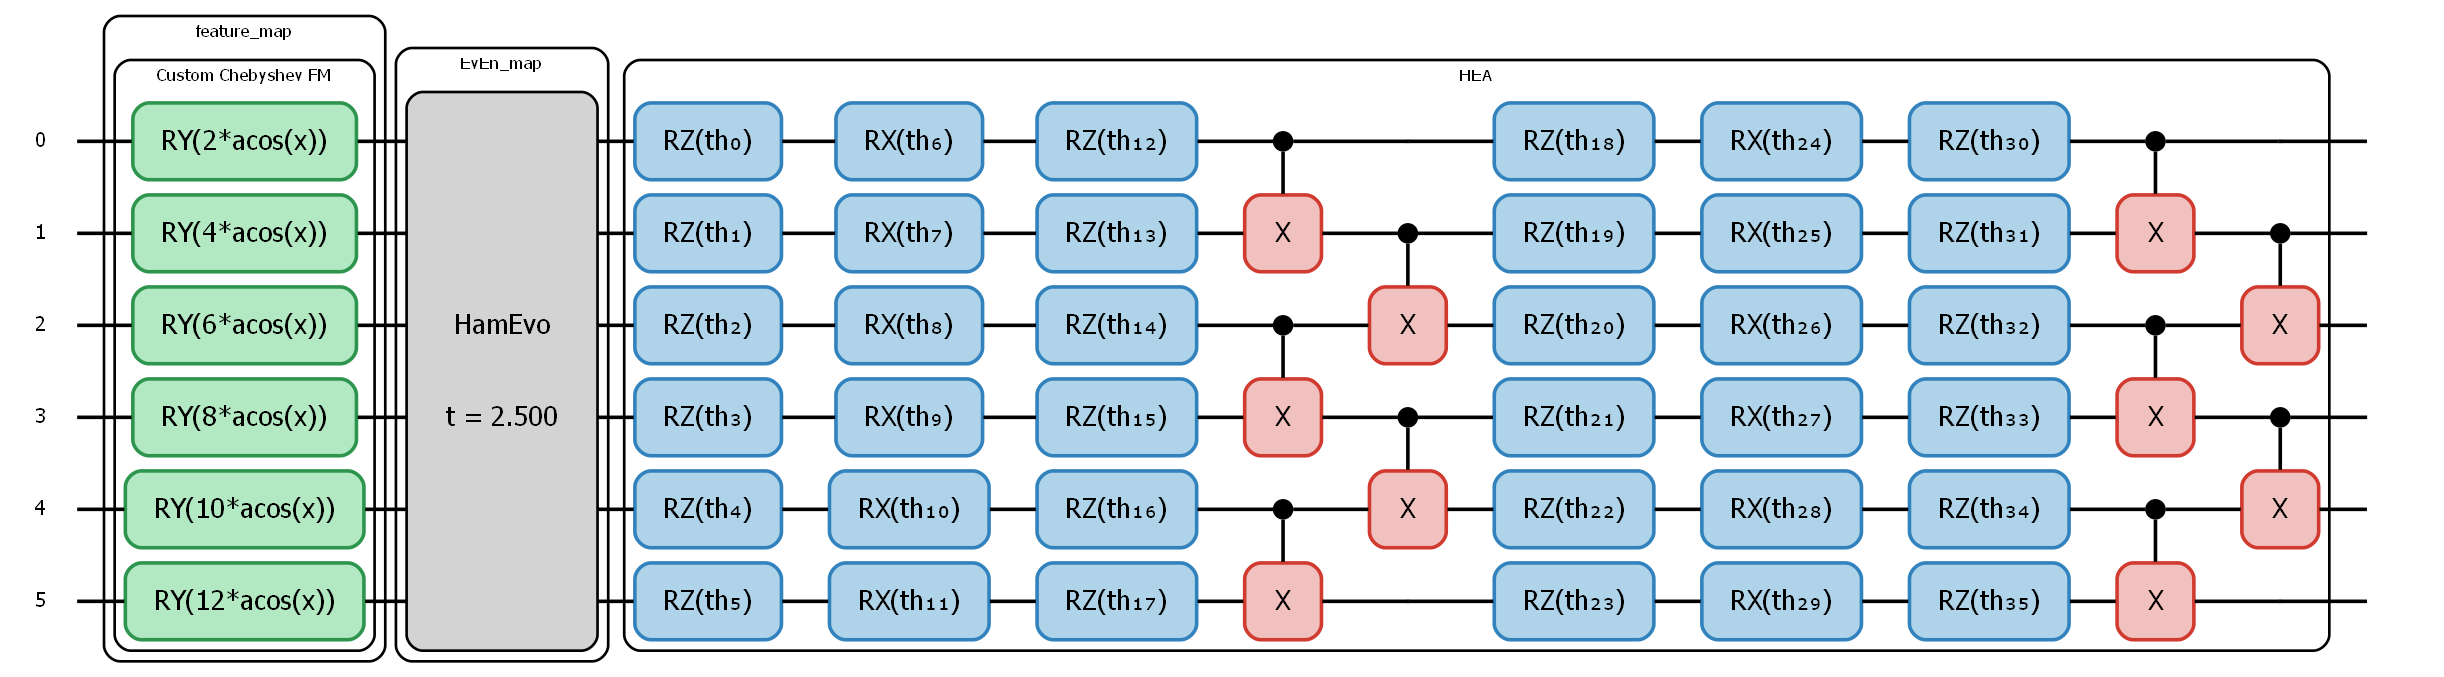 feature_map
EvEn_map
Custom Chebyshev FM
HEA
0 RY(2*acos(x)) RZ(th₀) RX(th₆) RZ(th₁₂) RZ(th₁₈) RX(th₂₄) RZ(th₃₀)
1 RY(4*acos(x)) RZ(th₁) RX(th₇) RZ(th₁₃) X RZ(th₁₉) RX(th₂₅) RZ(th₃₁) X
2 RY(6*acos(x)) HamEvo RZ(th₂) RX(th₈) RZ(th₁₄) X RZ(th₂₀) RX(th₂₆) RZ(th₃₂) X
3 RY(8*acos(x)) t = 2.500 RZ(th₃) RX(th₉) RZ(th₁₅) X RZ(th₂₁) RX(th₂₇) RZ(th₃₃) X
4 RY(10*acos(x)) RZ(th₄) RX(th₁₀) RZ(th₁₆) X RZ(th₂₂) RX(th₂₈) RZ(th₃₄) X
5 RY(12*acos(x)) RZ(th₅) RX(th₁₁) RZ(th₁₇) X RZ(th₂₃) RX(th₂₉) RZ(th₃₅) X